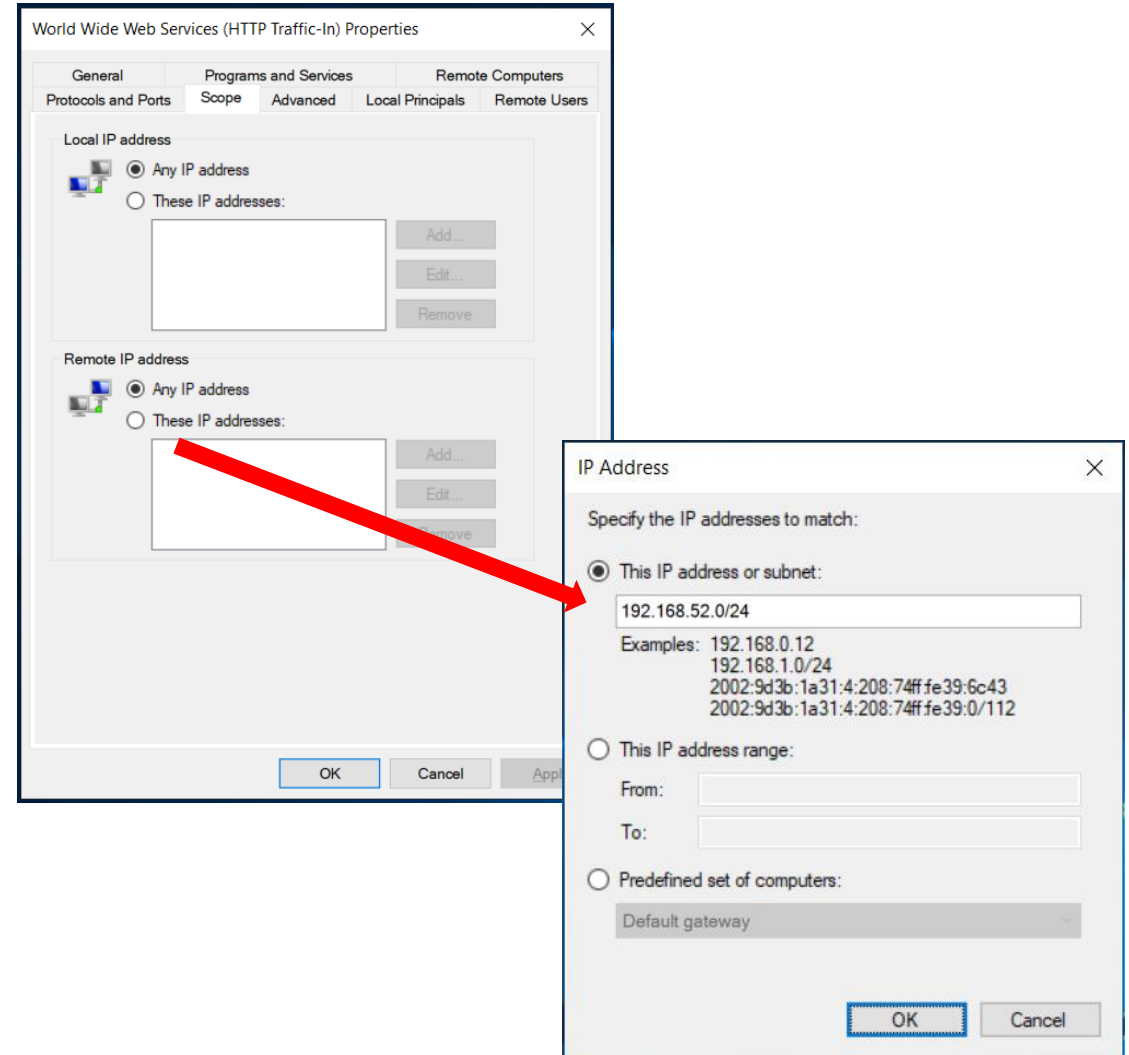 World Wide Web Services (HTTP Traffic-In) Properties
General Programs and Services Remote Computers
Protocols and Ports Scope Advanced Local Principals Remote Users
Local IP address
Any IP address
These IP addresses:
Add...
Edit...
Remove
Remote IP address
Any IP address
These IP addresses:
Add...
Edit...
Remove
OK Cancel Appl
IP Address
Specify the IP addresses to match:
This IP address or subnet:
192.168.52.0/24
Examples: 192.168.0.12
192.168.1.0/24
2002:9d3b:1a31:4:208:74ff:fe39:6c43
2002:9d3b:1a31:4:208:74ff:fe39:0/112
This IP address range:
From:
To:
Predefined set of computers:
Default gateway
OK Cancel